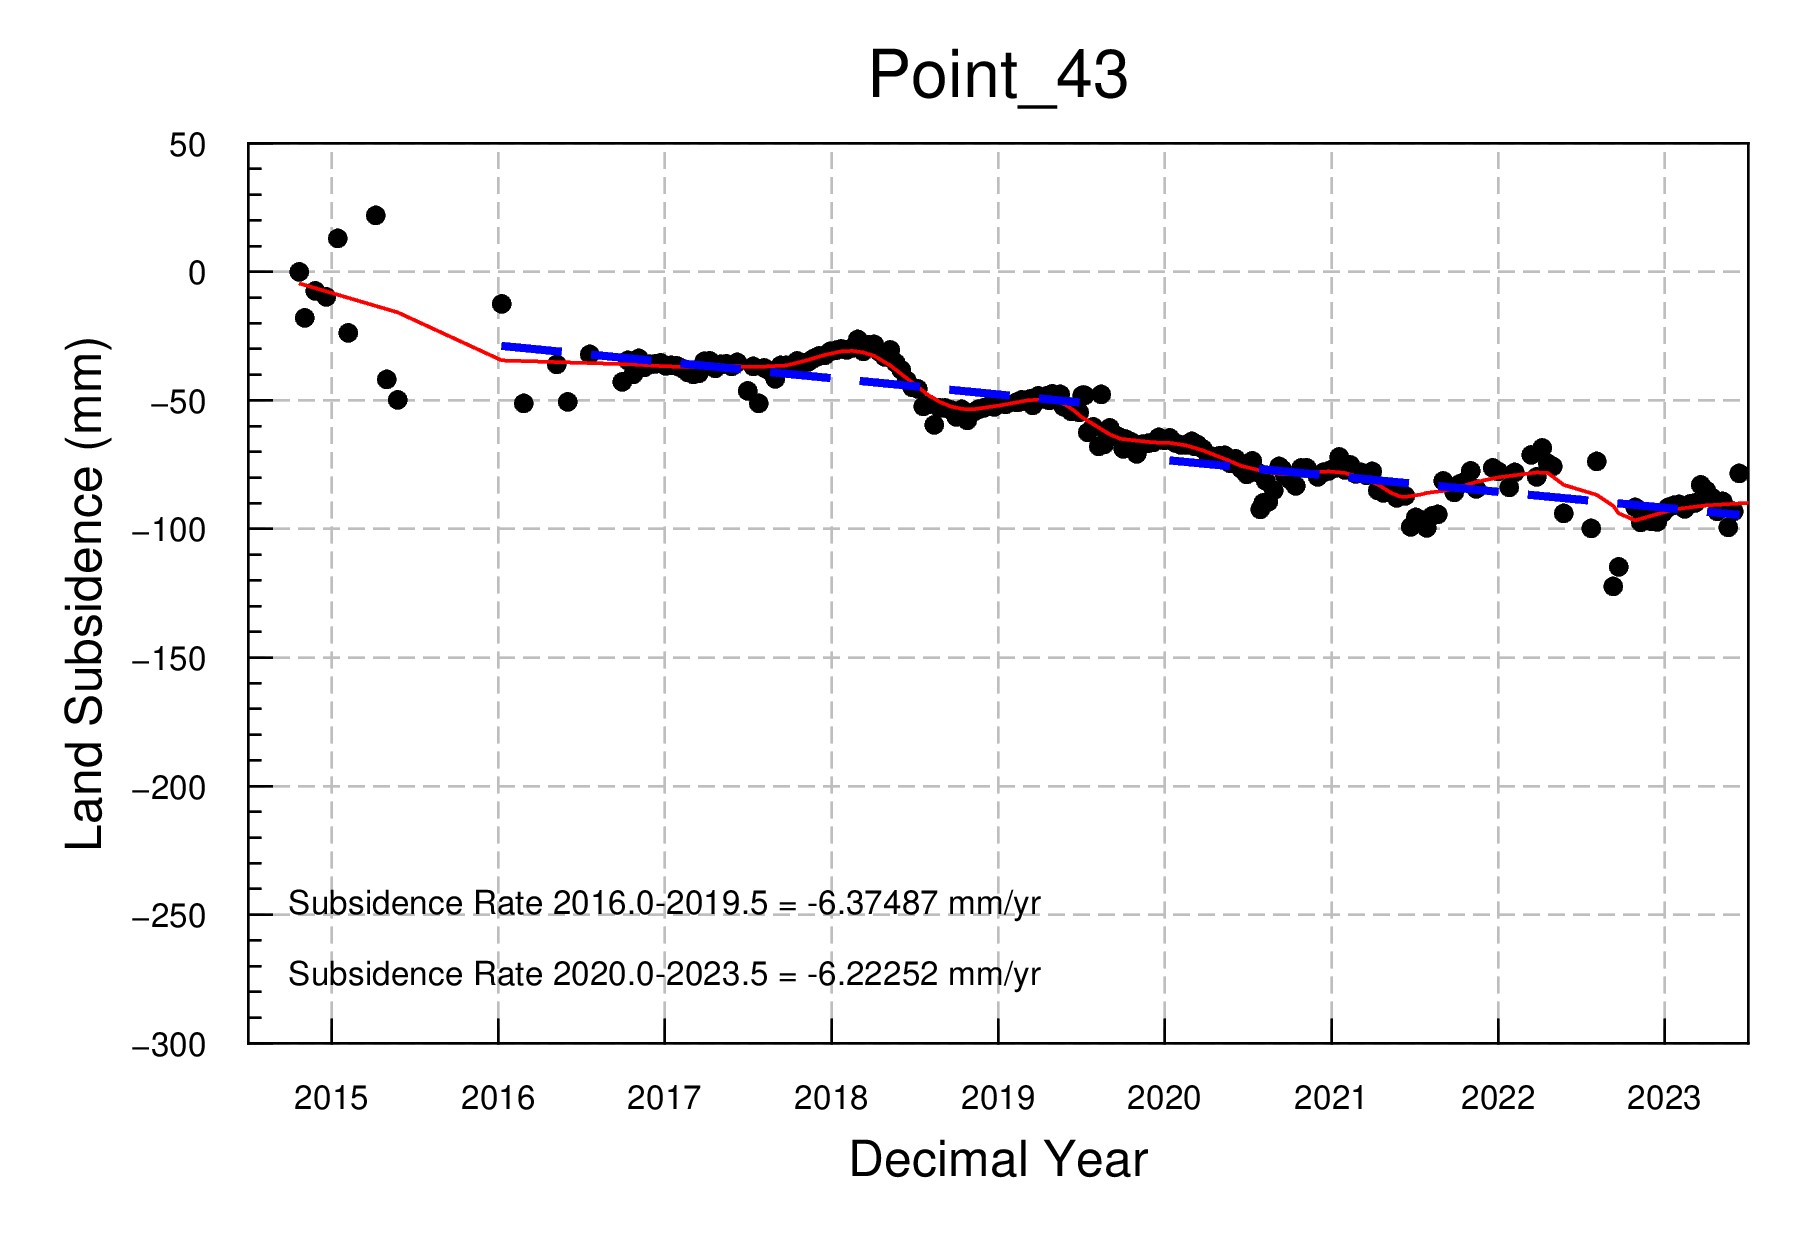 Point_43
50
0
−50
−100
−150
−200
−250
−300
Land Subsidence (mm)
Subsidence Rate 2016.0-2019.5 = -6.37487 mm/yr
Subsidence Rate 2020.0-2023.5 = -6.22252 mm/yr
2015 2016 2017 2018 2019 2020 2021 2022 2023
Decimal Year